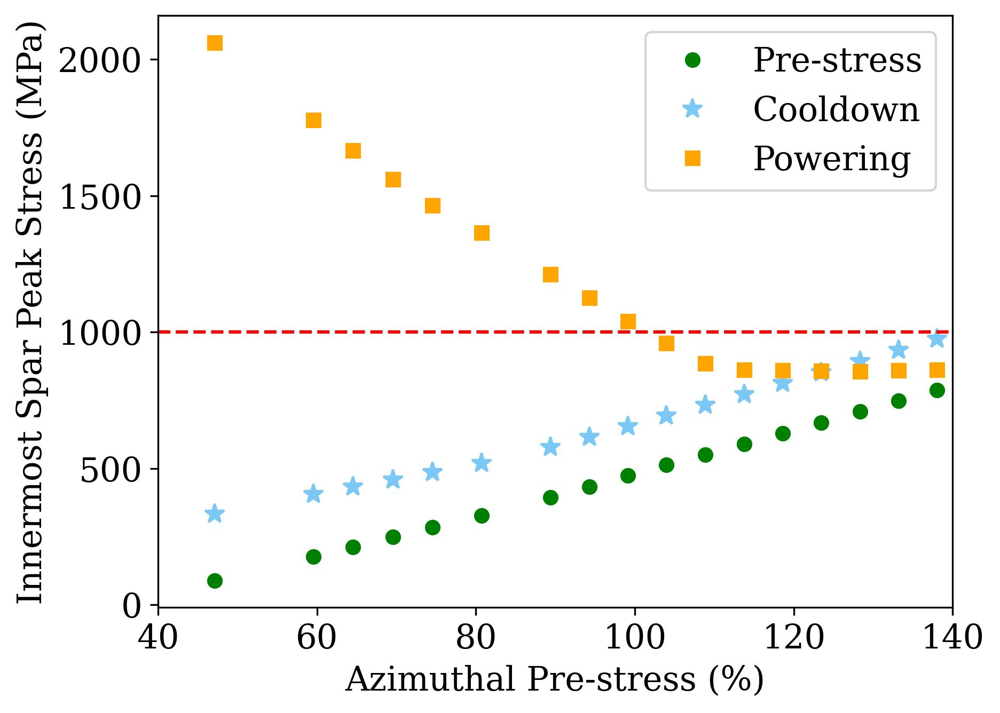 Innermost Spar Peak Stress (MPa)
2000
1500
1000
500
0
Pre-stress
Cooldown
Powering
40 60 80 100 120 140
Azimuthal Pre-stress (%)